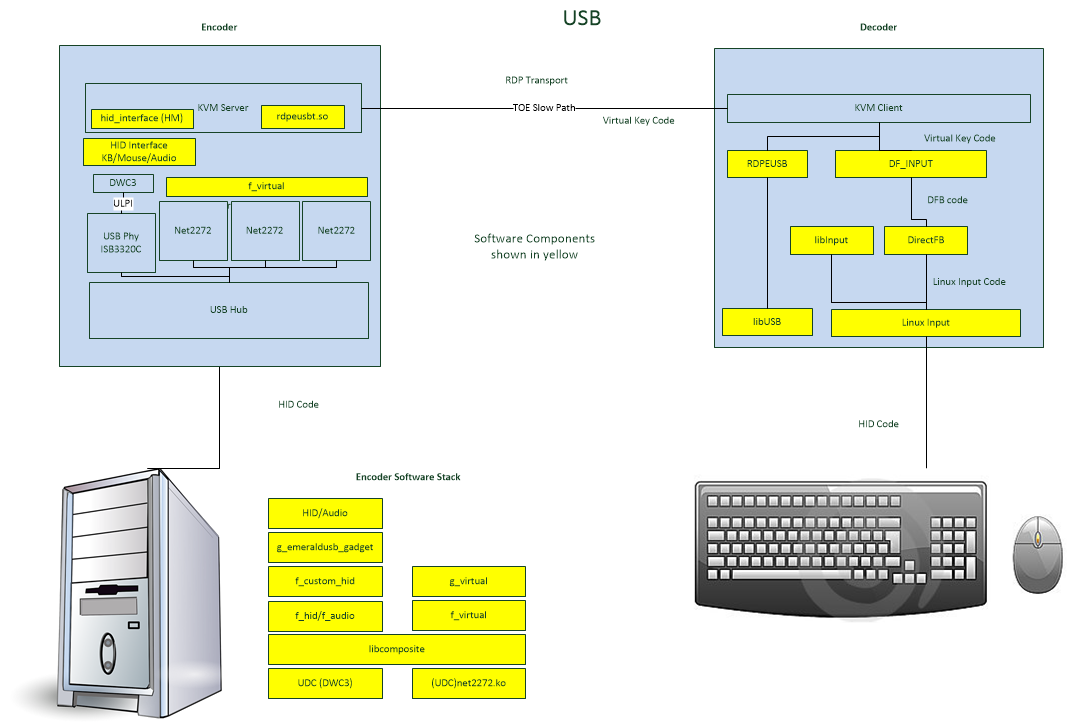 USB
Encoder
Decoder
RDP Transport
TOE Slow Path
Virtual Key Code
KVM Server
hid_interface (HM)
rdpeusbt.so
HID Interface
KB/Mouse/Audio
DWC3
f_virtual
ULPI
USB Phy
ISB3320C
Net2272
Net2272
Net2272
USB Hub
HID Code
Software Components
shown in yellow
KVM Client
Virtual Key Code
RDPEUSB
DF_INPUT
DFB code
libInput
DirectFB
Linux Input Code
libUSB
Linux Input
HID Code
Encoder Software Stack
HID/Audio
g_emeraldusb_gadget
f_custom_hid
g_virtual
f_hid/f_audio
f_virtual
libcomposite
UDC (DWC3)
(UDC)net2272.ko